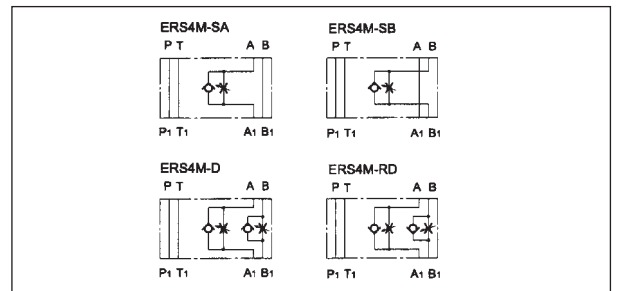 ERS4M-SA ERS4M-SB
P T A B P T A B
P1 T1 A1 B1 P1 T1 A1 B1
ERS4M-D ERS4M-RD
P T A B P T A B
P1 T1 A1 B1 P1 T1 A1 B1